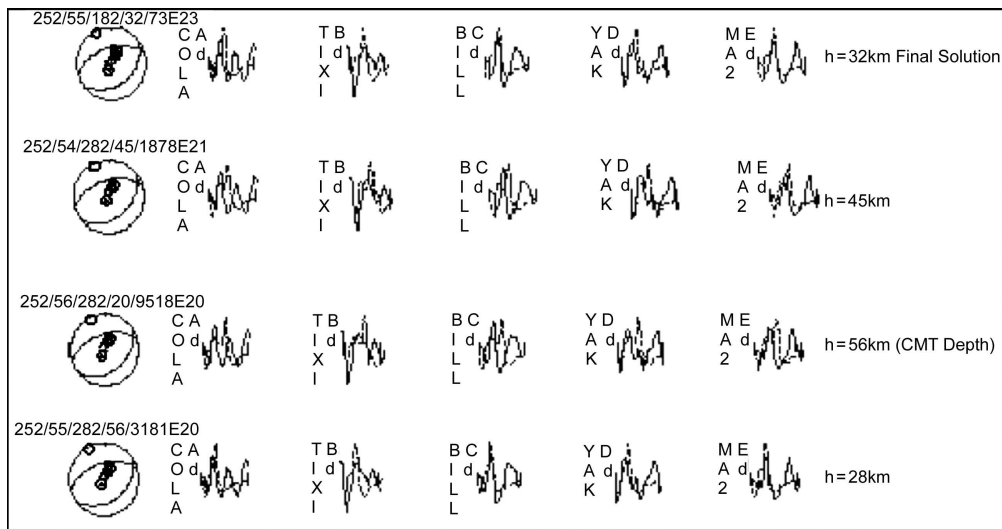 252/55/182/32/73E23
C A
O d
L
A
T B
I d
X
I
B C
I d
L
L
Y D
A d
K
M E
A d
2
h=32km Final Solution
252/54/282/45/1878E21
C A
O d
L
A
T B
I d
X
I
B C
I d
L
L
Y D
A d
K
M E
A d
2
h=45km
252/56/282/20/9518E20
C A
O d
L
A
T B
I d
X
I
B C
I d
L
L
Y D
A d
K
M E
A d
2
h=56km (CMT Depth)
252/55/282/56/3181E20
C A
O d
L
A
T B
I d
X
I
B C
I d
L
L
Y D
A d
K
M E
A d
2
h=28km